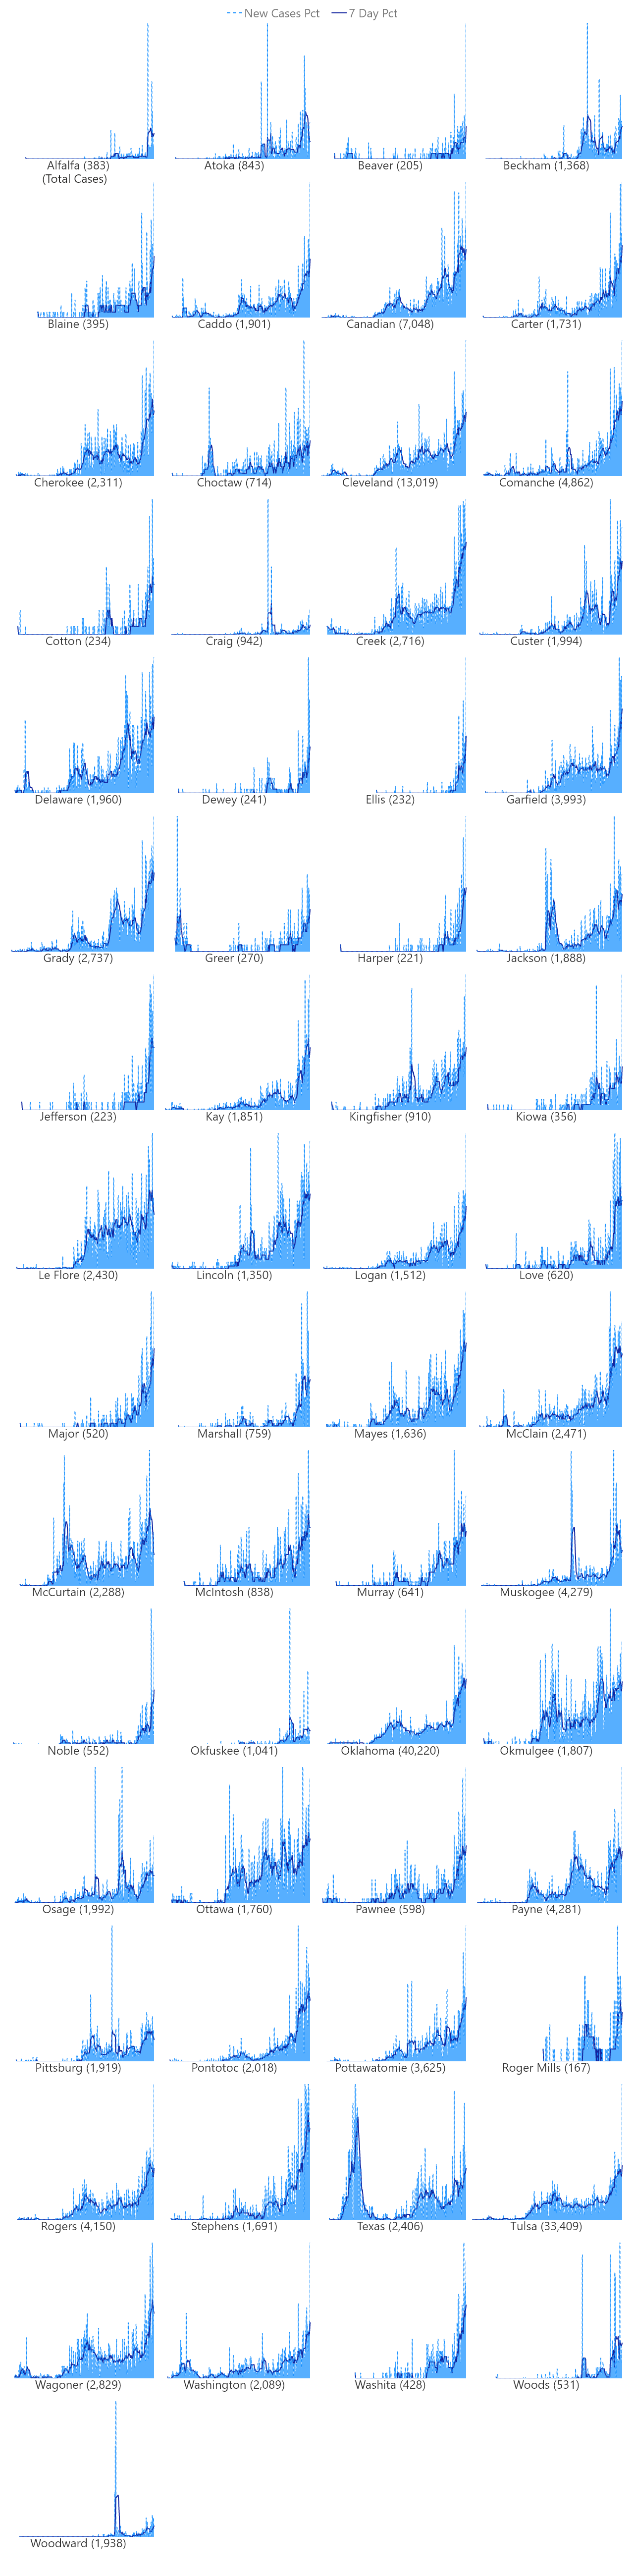 New Cases Pct 7 Day Pct
Alfalfa (383) Atoka (843) Beaver (205) Beckham (1,368)
(Total Cases)
Blaine (395) Caddo (1,901) Canadian (7,048) Carter (1,731)
Cherokee (2,311) Choctaw (714) Cleveland (13,019) Comanche (4,862)
Cotton (234) Craig (942) Creek (2,716) Custer (1,994)
Delaware (1,960) Dewey (241) Ellis (232) Garfield (3,993)
Grady (2,737) Greer (270) Harper (221) Jackson (1,888)
Jefferson (223) Kay (1,851) Kingfisher (910) Kiowa (356)
Le Flore (2,430) Lincoln (1,350) Logan (1,512) Love (620)
Major (520) Marshall (759) Mayes (1,636) McClain (2,471)
McCurtain (2,288) McIntosh (838) Murray (641) Muskogee (4,279)
Noble (552) Okfuskee (1,041) Oklahoma (40,220) Okmulgee (1,807)
Osage (1,992) Ottawa (1,760) Pawnee (598) Payne (4,281)
Pittsburg (1,919) Pontotoc (2,018) Pottawatomie (3,625) Roger Mills (167)
Rogers (4,150) Stephens (1,691) Texas (2,406) Tulsa (33,409)
Wagoner (2,829) Washington (2,089) Washita (428) Woods (531)
Woodward (1,938)